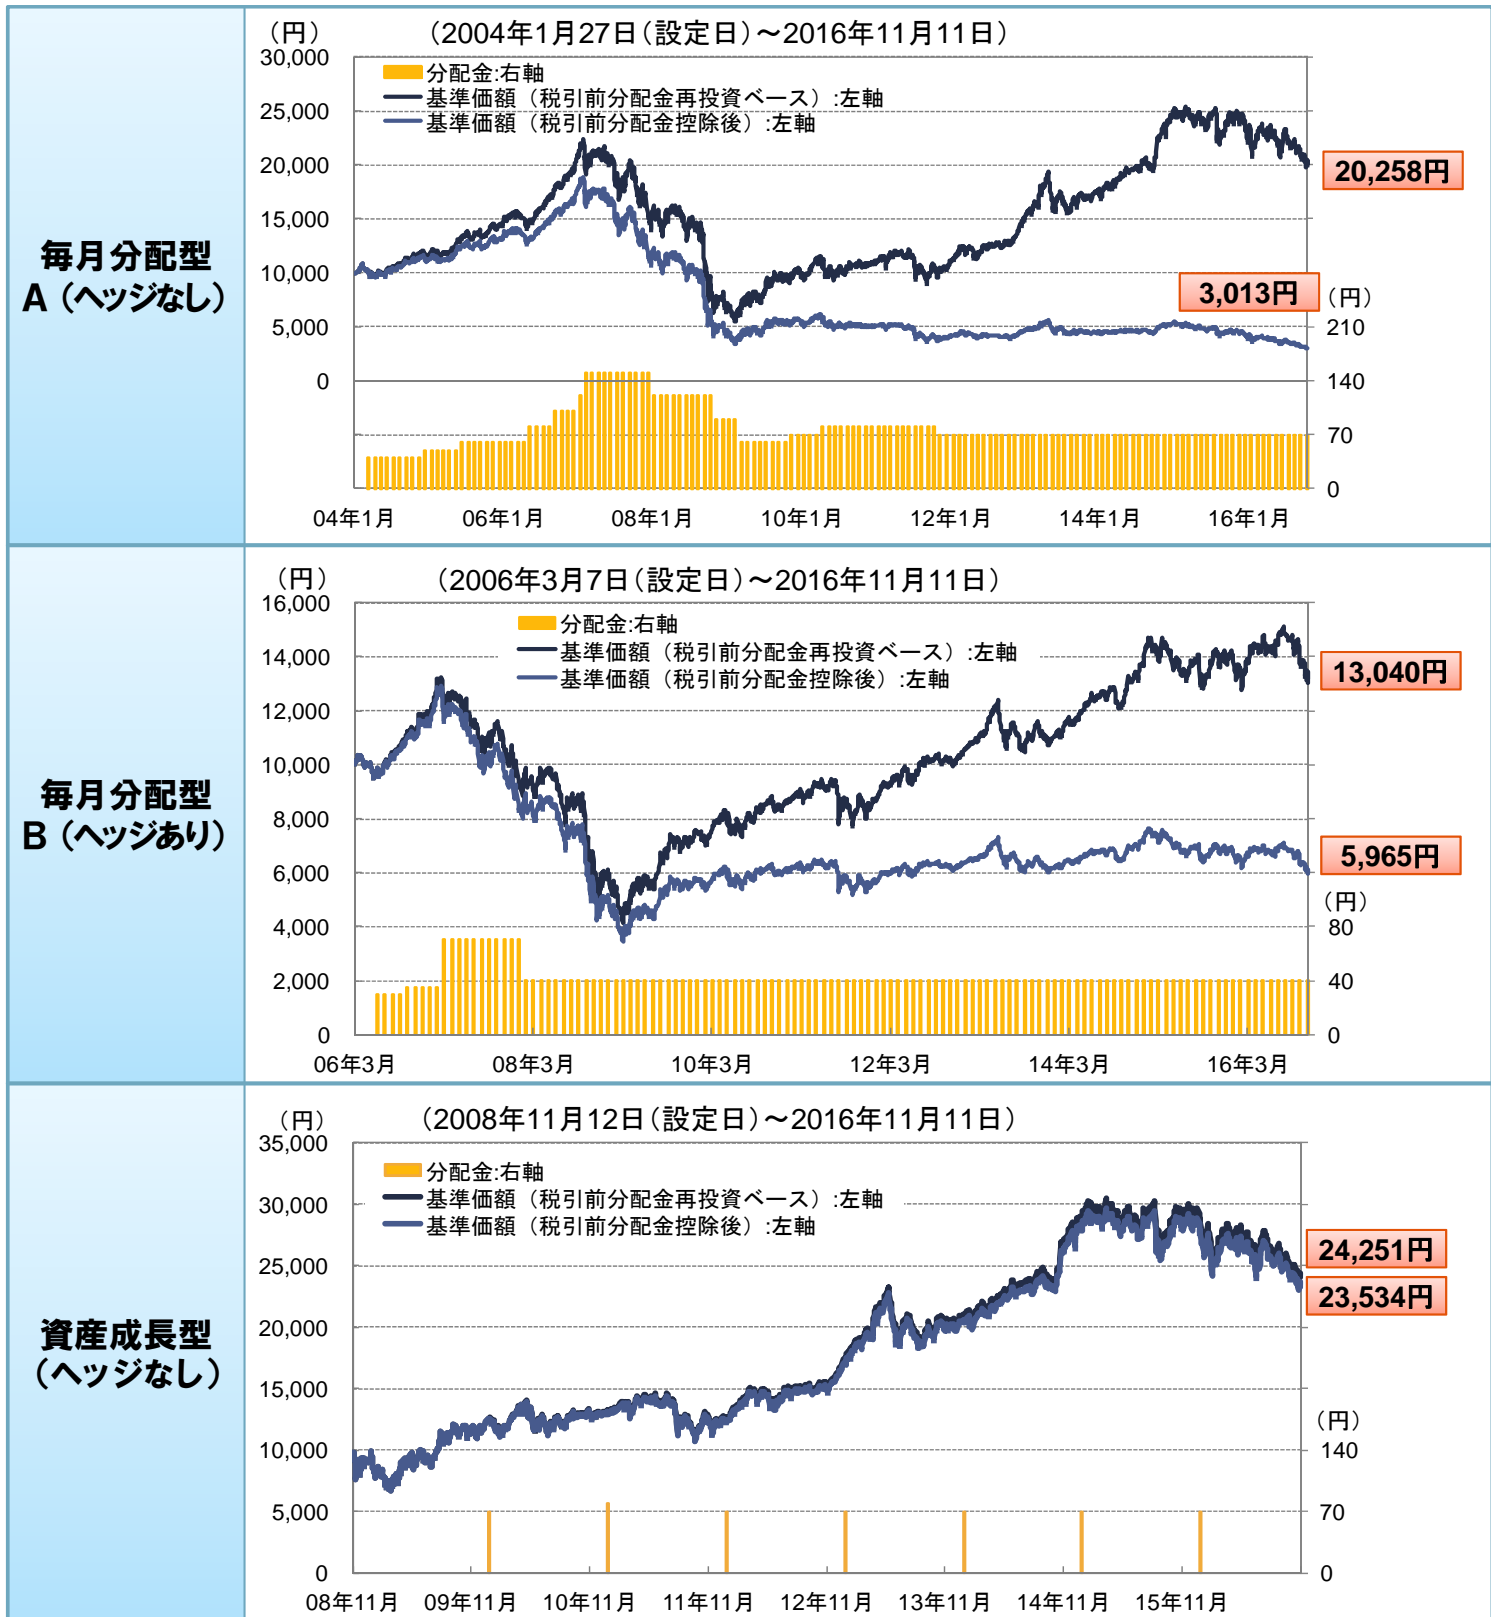 毎月分配型
A（ヘッジなし）
（円）
（2004年1月27日（設定日）～2016年11月11日）
分配金:右軸
基準価額（税引前分配金再投資ベース）:左軸
基準価額（税引前分配金控除後）:左軸
30,000
25,000
20,000
15,000
10,000
5,000
0
20,258円
3,013円
（円）
210
140
70
0
04年1月
06年1月
08年1月
10年1月
12年1月
14年1月
16年1月
毎月分配型
B（ヘッジあり）
（円）
（2006年3月7日（設定日）～2016年11月11日）
分配金:右軸
基準価額（税引前分配金再投資ベース）:左軸
基準価額（税引前分配金控除後）:左軸
16,000
14,000
12,000
10,000
8,000
6,000
4,000
2,000
0
13,040円
5,965円
（円）
80
40
0
06年3月
08年3月
10年3月
12年3月
14年3月
16年3月
資産成長型
（ヘッジなし）
（円）
（2008年11月12日（設定日）～2016年11月11日）
分配金:右軸
基準価額（税引前分配金再投資ベース）:左軸
基準価額（税引前分配金控除後）:左軸
35,000
30,000
25,000
20,000
15,000
10,000
5,000
0
24,251円
23,534円
（円）
140
70
0
08年11月
09年11月
10年11月
11年11月
12年11月
13年11月
14年11月
15年11月